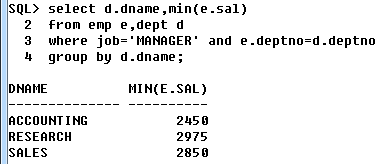 SQL> select d.dname,min(e.sal)
2 from emp e,dept d
3 where job='MANAGER' and e.deptno=d.deptno
4 group by d.dname;
DNAME MIN(E.SAL)
-------------- ----------
ACCOUNTING 2450
RESEARCH 2975
SALES 2850